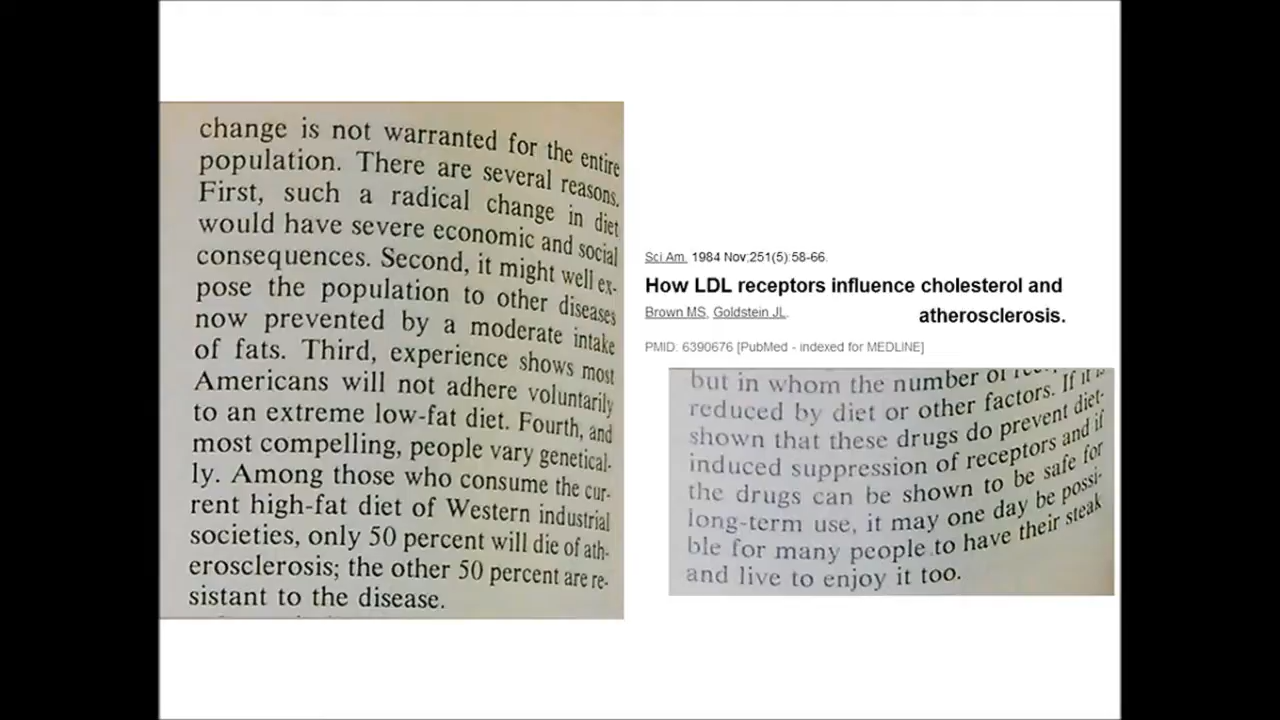 change is not warranted for the entire
population. There are several reasons.
First, such a radical change in diet
would have severe economic and social
consequences. Second, it might well ex-
pose the population to other diseases
now prevented by a moderate intake
of fats. Third, experience shows most
Americans will not adhere voluntarily
to an extreme low-fat diet. Fourth, and
most compelling, people vary genetical-
ly. Among those who consume the cur-
rent high-fat diet of Western industrial
societies, only 50 percent will die of ath-
erosclerosis; the other 50 percent are re-
sistant to the disease.
Sci Am. 1984 Nov;251(5):58-66.
How LDL receptors influence cholesterol and
atherosclerosis.
Brown MS, Goldstein JL.
PMID: 6390676 [PubMed - indexed for MEDLINE]
but in whom the number of
reduced by diet or other factors. If it is
shown that these drugs do prevent diet-
induced suppression of receptors and if
the drugs can be shown to be safe for
long-term use, it may one day be possi-
ble for many people to have their steak
and live to enjoy it too.